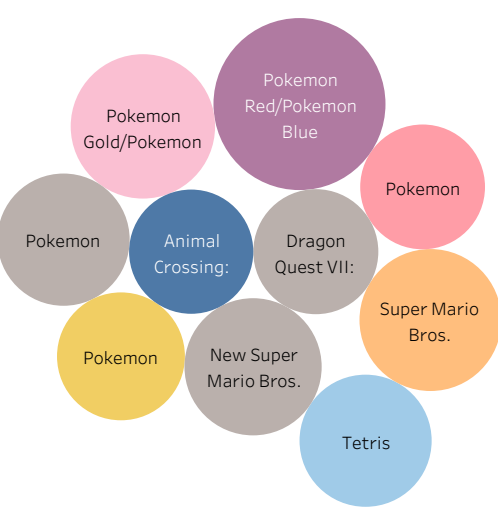 Pokemon
Red/Pokemon
Blue
Pokemon
Gold/Pokemon
Pokemon
Pokemon
Animal
Crossing:
Dragon
Quest VII:
Super Mario
Bros.
Pokemon
New Super
Mario Bros.
Tetris